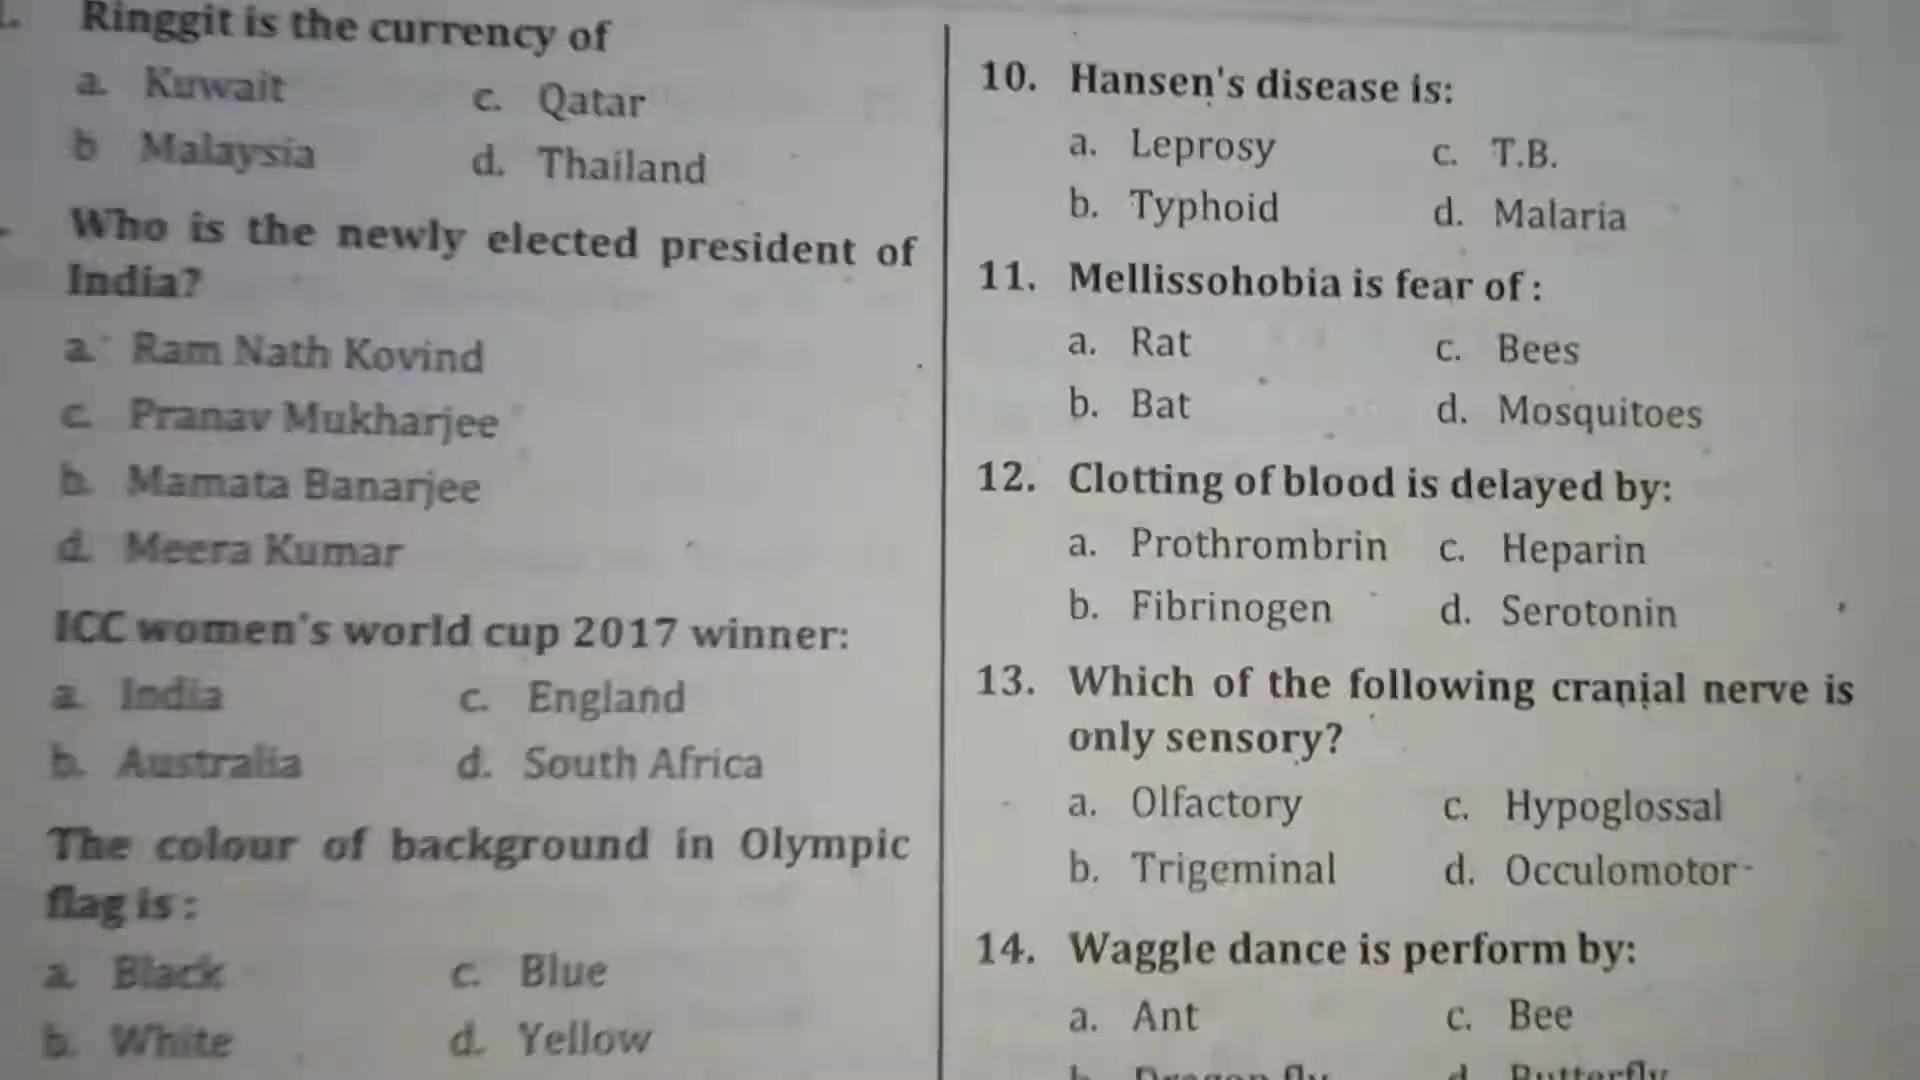 Ringgit is the currency of
a. Kuwait c. Qatar
b Malaysia d. Thailand
Who is the newly elected president of
India?
a. Ram Nath Kovind
c. Pranav Mukharjee
b. Mamata Banarjee
d. Meera Kumar
ICC women's world cup 2017 winner:
a. India c. England
b. Australia d. South Africa
The colour of background in Olympic
flag is :
a. Black c. Blue
b. White d. Yellow
10. Hansen's disease is:
a. Leprosy c. T.B.
b. Typhoid d. Malaria
11. Mellissohobia is fear of :
a. Rat c. Bees
b. Bat d. Mosquitoes
12. Clotting of blood is delayed by:
a. Prothrombrin c. Heparin
b. Fibrinogen d. Serotonin
13. Which of the following cranial nerve is
only sensory?
a. Olfactory c. Hypoglossal
b. Trigeminal d. Occulomotor
14. Waggle dance is perform by:
a. Ant c. Bee
b Dragon fly d Butterfly